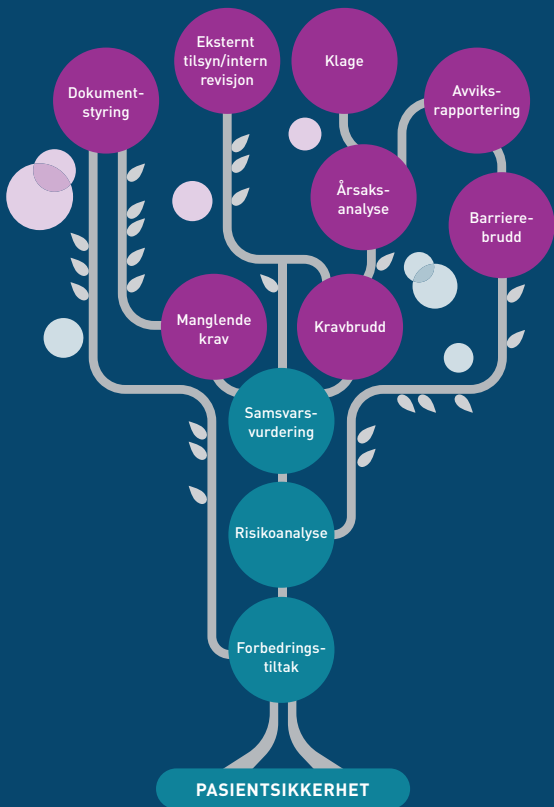 Eksternt
tilsyn/intern
revisjon
Klage
Dokument-
styring
Avviks-
rapportering
Årsaks-
analyse
Barriere-
brudd
Manglende
krav
Kravbrudd
Samsvars-
vurdering
Risikoanalyse
Forbedrings-
tiltak
PASIENTSIKKERHET